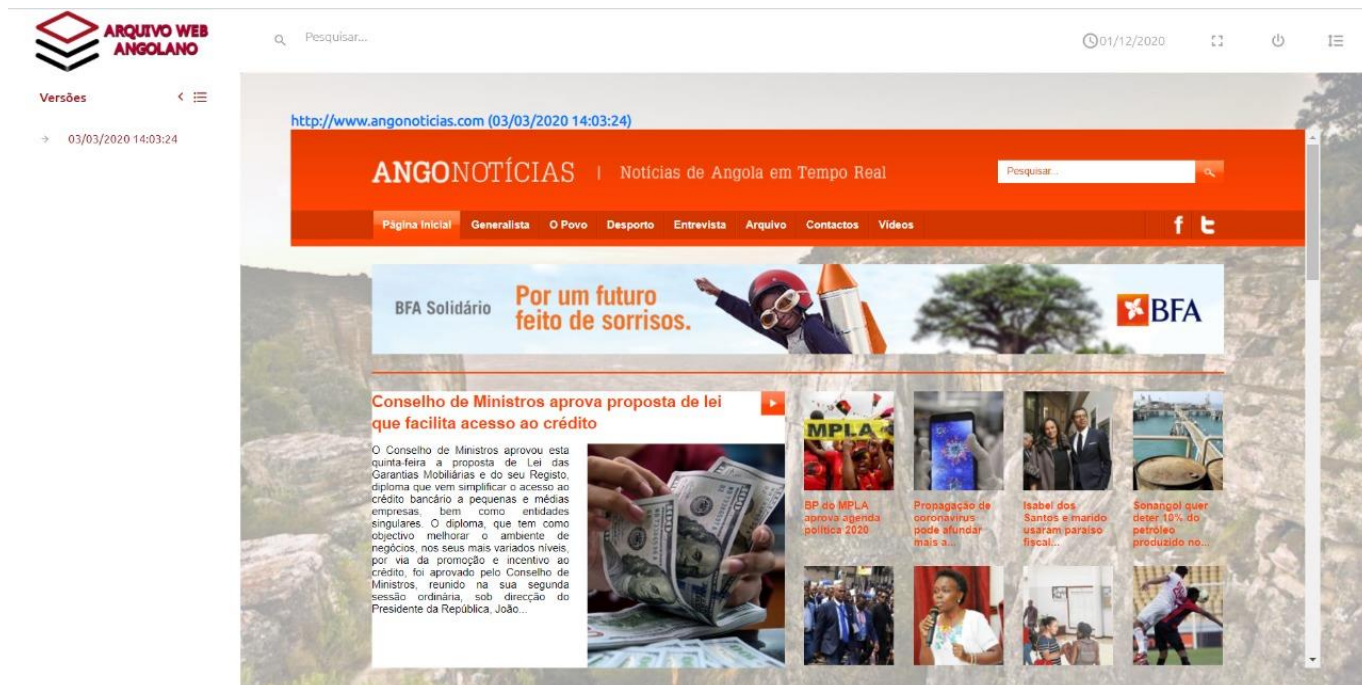 ARQUIVO WEB
ANGOLANO
Pesquisar...
01/12/2020
Versões
03/03/2020 14:03:24
http://www.angonoticias.com (03/03/2020 14:03:24)
ANGONOTÍCIAS | Notícias de Angola em Tempo Real
Pesquisar...
Página Inicial Generalista O Povo Desporto Entrevista Arquivo Contactos Vídeos
BFA Solidário
Por um futuro
feito de sorrisos.
BFA
Conselho de Ministros aprova proposta de lei
que facilita acesso ao crédito
O Conselho de Ministros aprovou esta
quinta-feira a proposta de Lei das
Garantias Mobiliárias e do seu Registo,
diploma que vem simplificar o acesso ao
crédito bancário a pequenas e médias
empresas, bem como entidades
singulares. O diploma, que tem como
objectivo melhorar o ambiente de
negócios, nos seus mais variados níveis,
por via da promoção e incentivo ao
crédito, foi aprovado pelo Conselho de
Ministros, reunido na sua segunda
sessão ordinária, sob direcção do
Presidente da República, João...
MPLA
BP do MPLA
aprova agenda
política 2020
Propagação de
coronavírus
pode afundar
mais a...
Isabel dos
Santos e marido
usaram paraíso
fiscal...
Sonangol quer
deter 10% do
petróleo
produzido no...